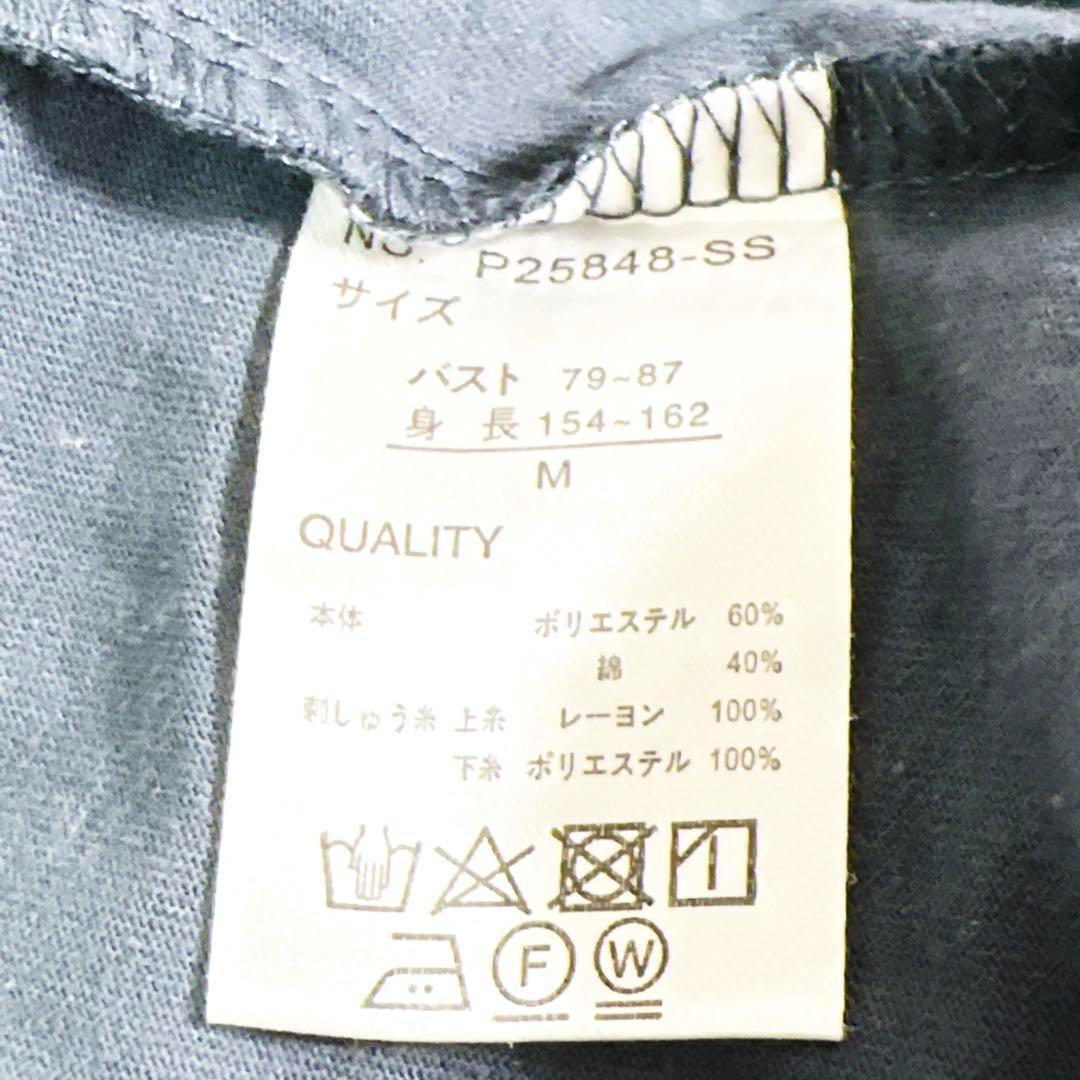 NO. P25848-SS
サイズ
バスト 79~87
身 長 154~162
M
QUALITY
本体 ポリエステル 60%
綿 40%
刺しゅう糸 上糸 レーヨン 100%
下糸 ポリエステル 100%
F W